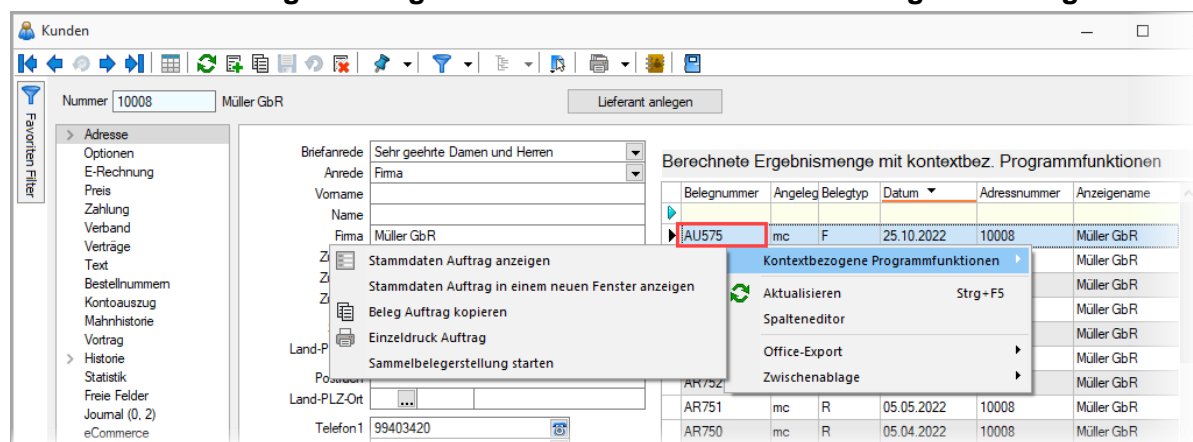 Kunden
Favoriten Filter
Nummer 10008 Müller GbR Lieferant anlegen
Adresse
Optionen
E-Rechnung
Preis
Zahlung
Verband
Verträge
Text
Bestellnummern
Kontoauszug
Mahnhistorie
Vortrag
Historie
Statistik
Freie Felder
Journal (0, 2)
eCommerce
Briefanrede Sehr geehrte Damen und Herren
Anrede Firma
Vorname
Name
Firma Müller GbR
Land-PLZ-Ort
Telefon1 99403420
Berechnete Ergebnismenge mit kontextbez. Programmfunktionen
Belegnummer Angeleg Belegtyp Datum Adressnummer Anzeigename
AU575 mc F 25.10.2022 10008 Müller GbR
Müller GbR
Müller GbR
Müller GbR
Müller GbR
Müller GbR
AR752 Müller GbR
AR751 mc R 05.05.2022 10008 Müller GbR
AR750 mc R 05.04.2022 10008 Müller GbR
Kontextbezogene Programmfunktionen
Aktualisieren Strg+F5
Spalteneditor
Office-Export
Zwischenablage
Stammdaten Auftrag anzeigen
Stammdaten Auftrag in einem neuen Fenster anzeigen
Beleg Auftrag kopieren
Einzeldruck Auftrag
Sammelbelegerstellung starten